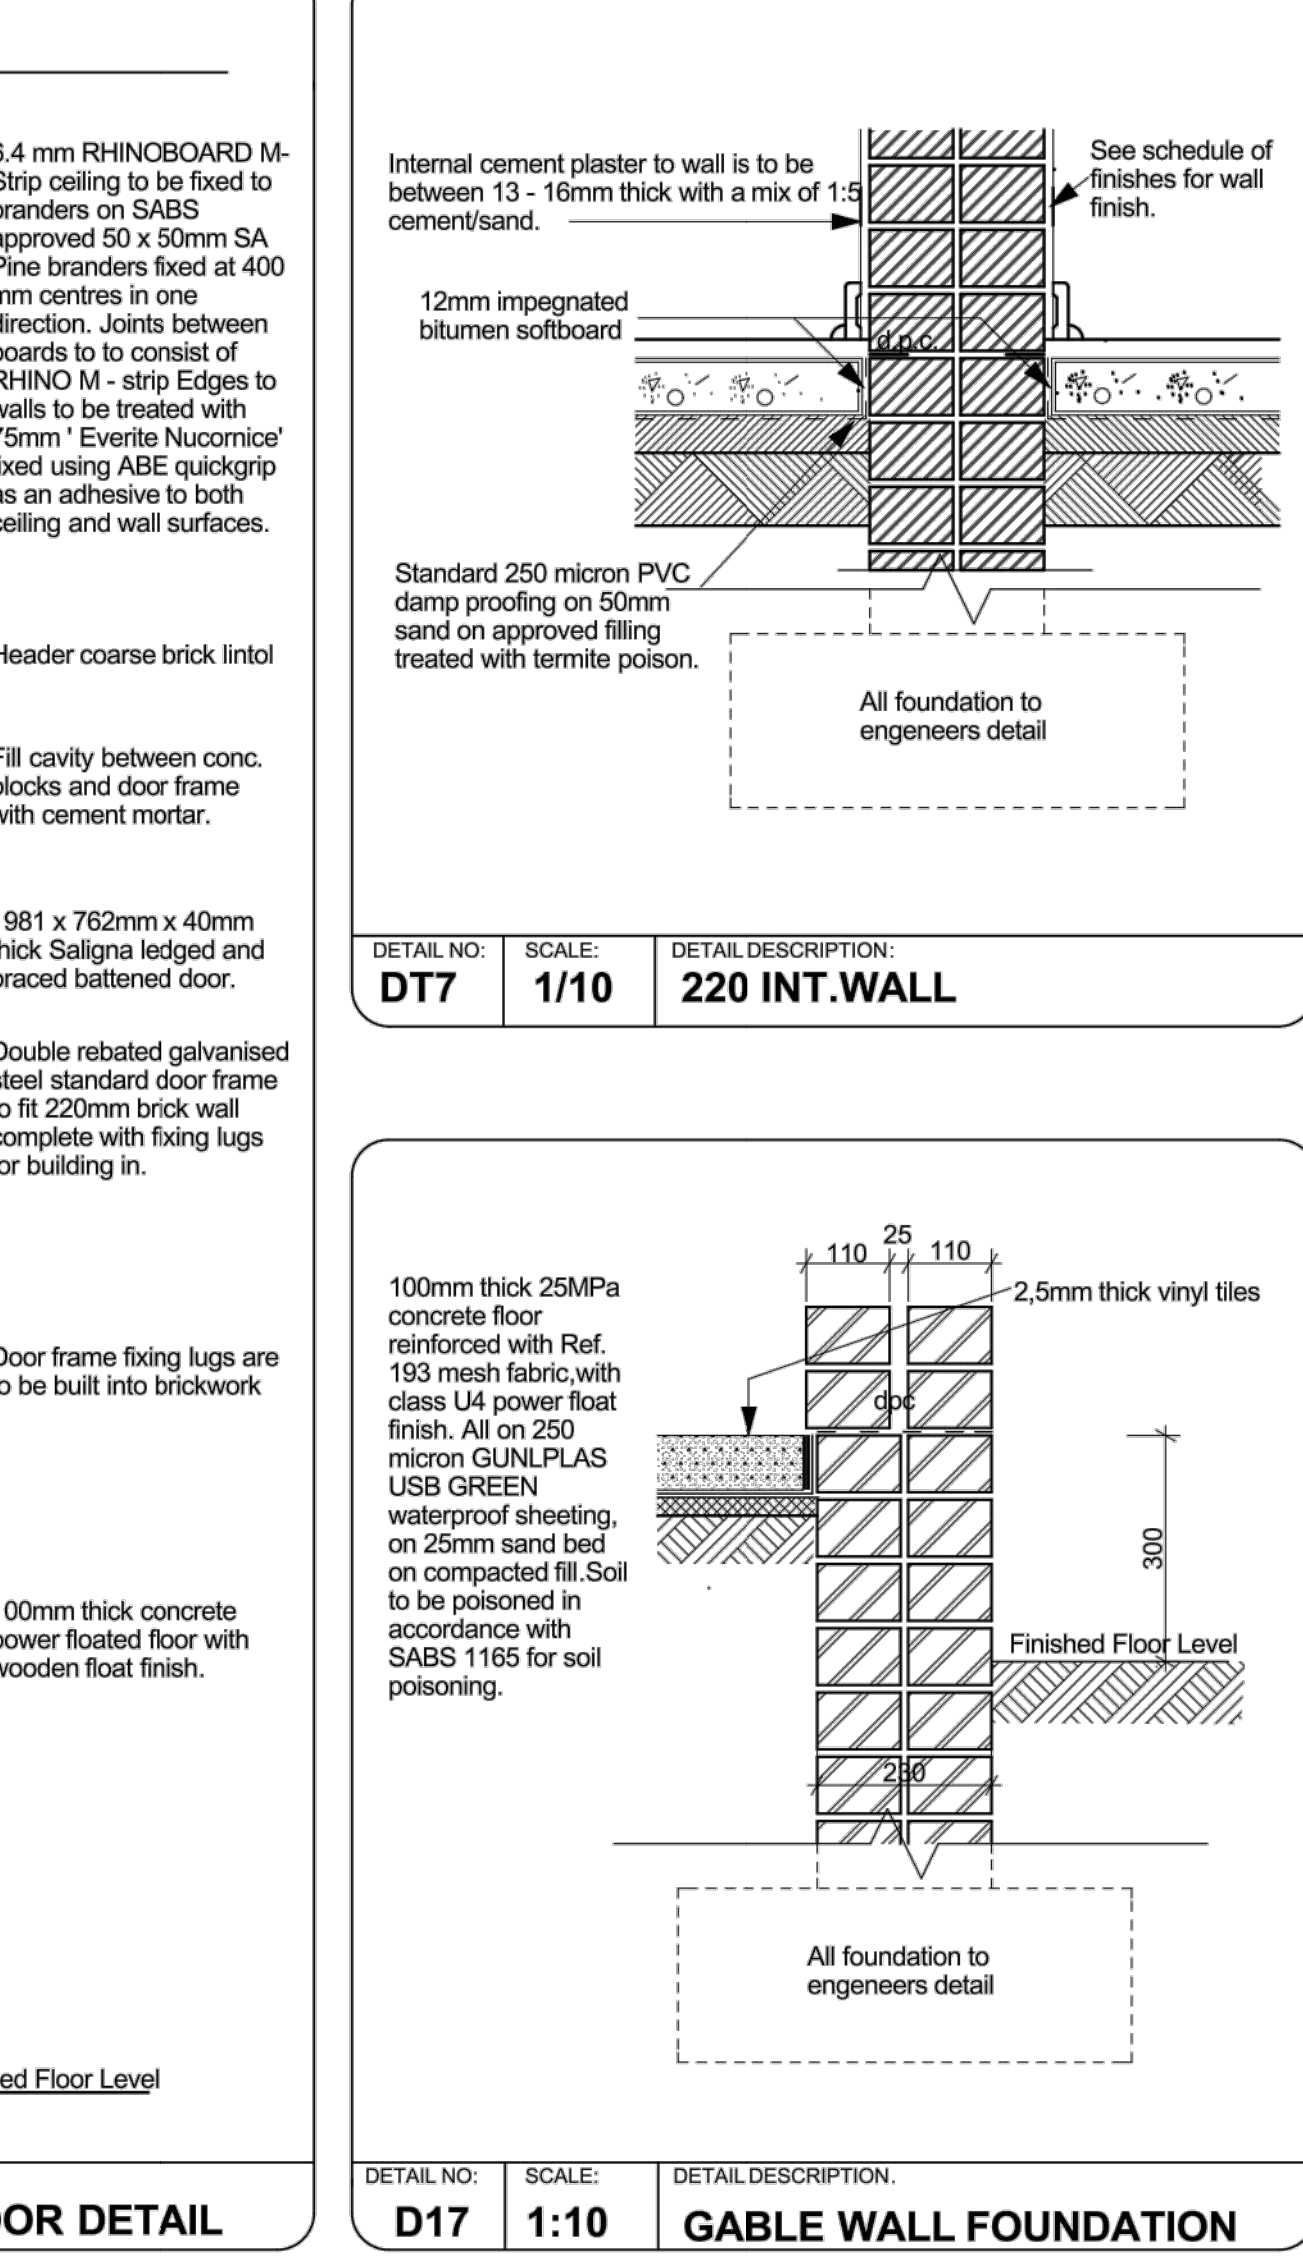 6.4 mm RHINOBOARD M-
Strip ceiling to be fixed to
branders on SABS
approved 50 x 50mm SA
Pine branders fixed at 400
mm centres in one
direction. Joints between
boards to to consist of
RHINO M - strip Edges to
walls to be treated with
75mm ' Everite Nucornice'
fixed using ABE quickgrip
as an adhesive to both
ceiling and wall surfaces.
Header coarse brick lintol
Fill cavity between conc.
blocks and door frame
with cement mortar.
981 x 762mm x 40mm
thick Saligna ledged and
braced battened door.
Double rebated galvanised
steel standard door frame
to fit 220mm brick wall
complete with fixing lugs
for building in.
Door frame fixing lugs are
to be built into brickwork
00mm thick concrete
power floated floor with
wooden float finish.
ed Floor Level
OR DETAIL
Internal cement plaster to wall is to be
between 13 - 16mm thick with a mix of 1:5
cement/sand.
See schedule of
finishes for wall
finish.
12mm impegnated
bitumen softboard
d.p.c.
Standard 250 micron PVC
damp proofing on 50mm
sand on approved filling
treated with termite poison.
All foundation to
engeneers detail
DETAIL NO: SCALE: DETAIL DESCRIPTION:
DT7 1/10 220 INT.WALL
25
110 110
2,5mm thick vinyl tiles
100mm thick 25MPa
concrete floor
reinforced with Ref.
193 mesh fabric,with
class U4 power float
finish. All on 250
micron GUNLPLAS
USB GREEN
waterproof sheeting,
on 25mm sand bed
on compacted fill.Soil
to be poisoned in
accordance with
SABS 1165 for soil
poisoning.
dpc
300
Finished Floor Level
230
All foundation to
engeneers detail
DETAIL NO: SCALE: DETAIL DESCRIPTION.
D17 1:10 GABLE WALL FOUNDATION